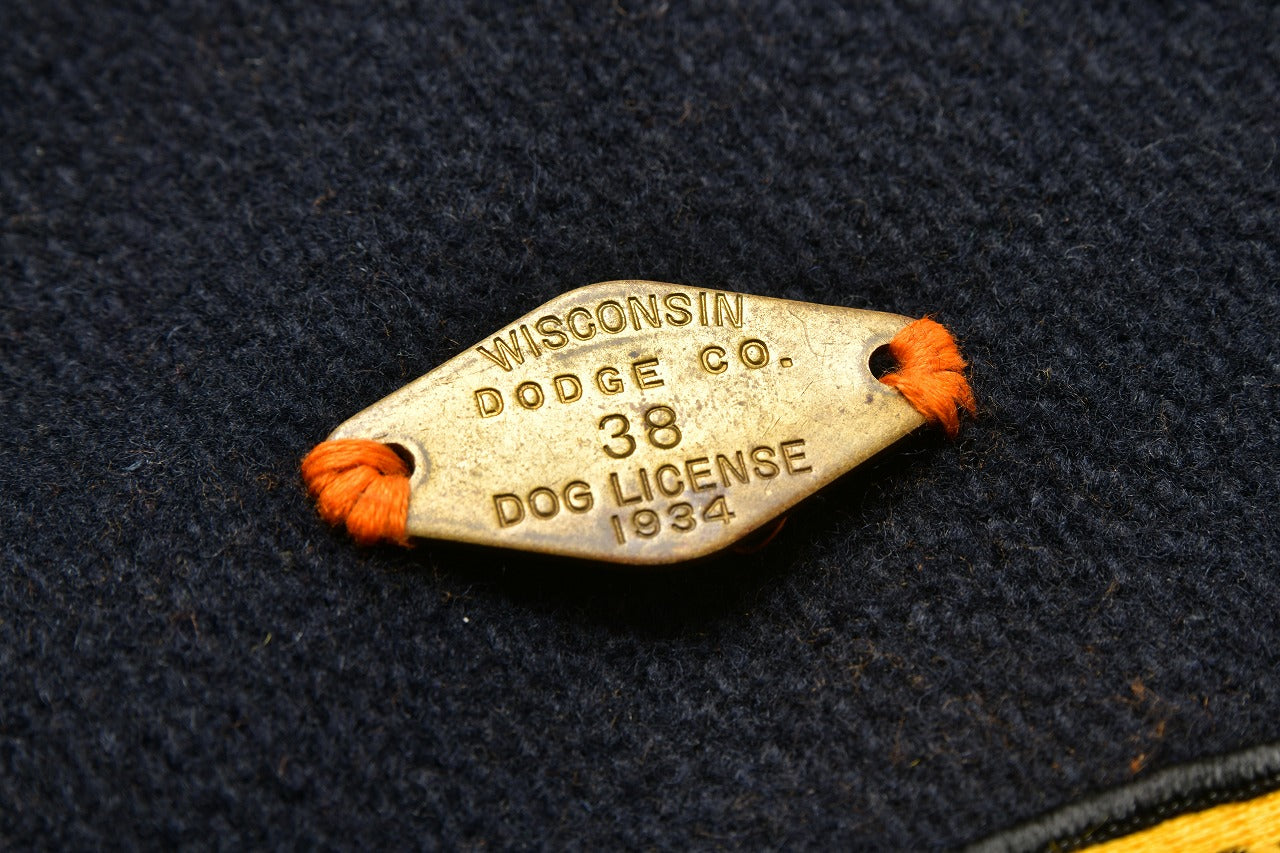 WISCONSIN
DODGE CO.
38
DOG LICENSE
1934